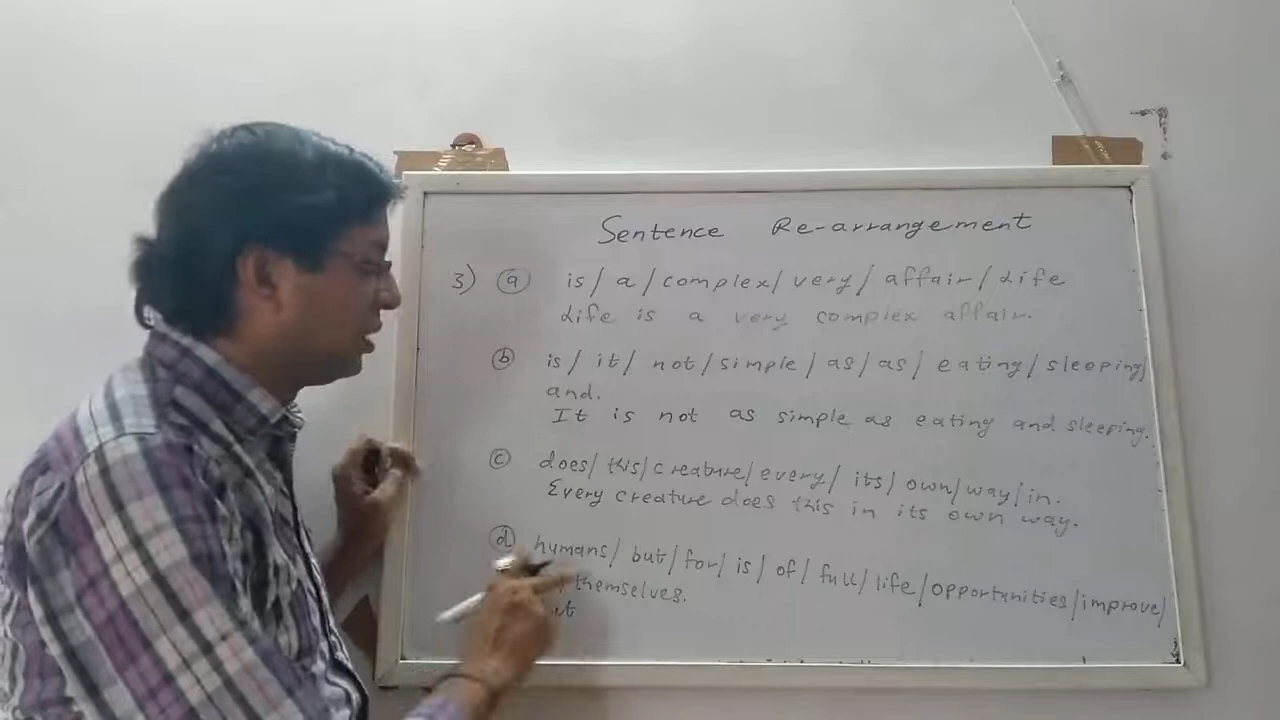 Sentence Re-arrangement
3) (a) is/ a/ complex/ very/ affair/ Life
Life is a very complex affair.
(b) is/ it/ not/ simple/ as/ as/ eating/ sleeping/
and.
It is not as simple as eating and sleeping.
(c) does/ this/ creature/ every/ its/ own/ way/ in.
Every creature does this in its own way.
(d) humans/ but/ for/ is/ of/ full/ life/ opportunities/ improve/
themselves.